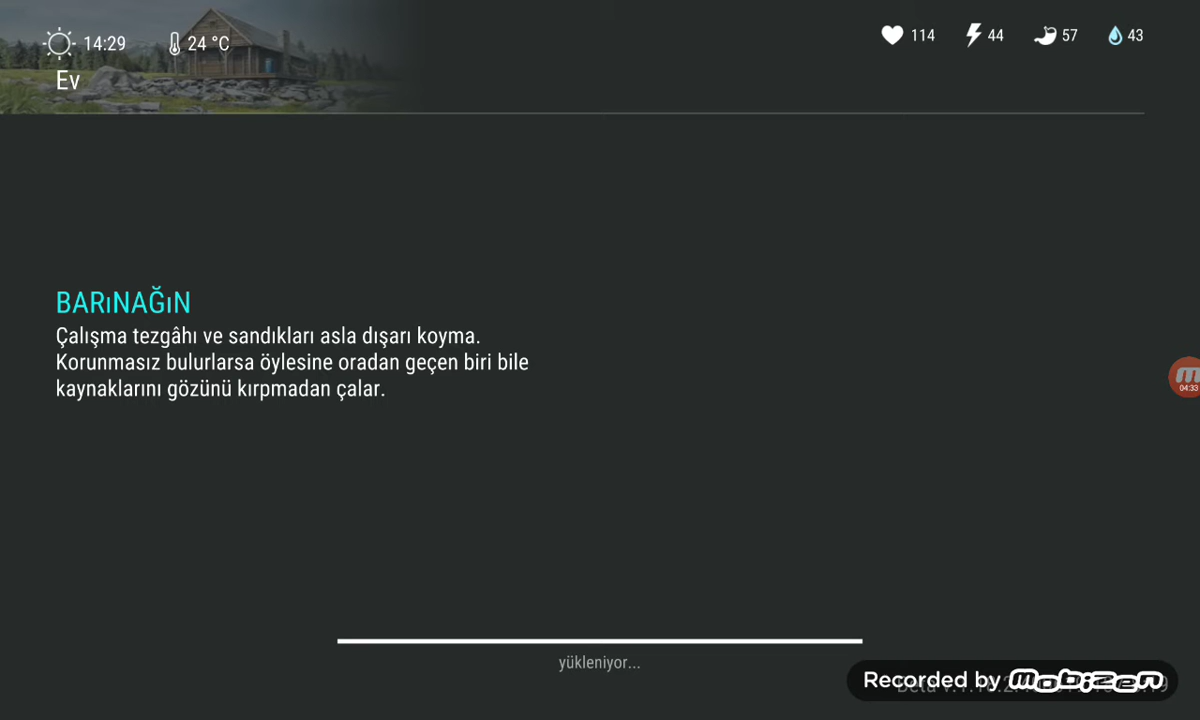 14:29 24 °C 114 44 57 43
Ev
BARıNAĞıN
Çalışma tezgâhı ve sandıkları asla dışarı koyma.
Korunmasız bulurlarsa öylesine oradan geçen biri bile
kaynaklarını gözünü kırpmadan çalar.
04:33
yükleniyor...
Recorded by Mobizen